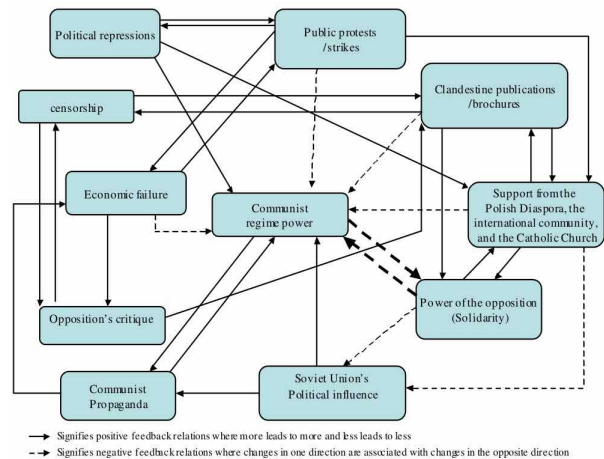 Political repressions
Public protests
/strikes
Clandestine publications
/brochures
censorship
Economic failure
Communist
regime power
Support from the
Polish Diaspora, the
international community,
and the Catholic Church
Opposition's critique
Power of the opposition
(Solidarity)
Communist
Propaganda
Soviet Union's
Political influence
Signifies positive feedback relations where more leads to more and less leads to less
Signifies negative feedback relations where changes in one direction are associated with changes in the opposite direction